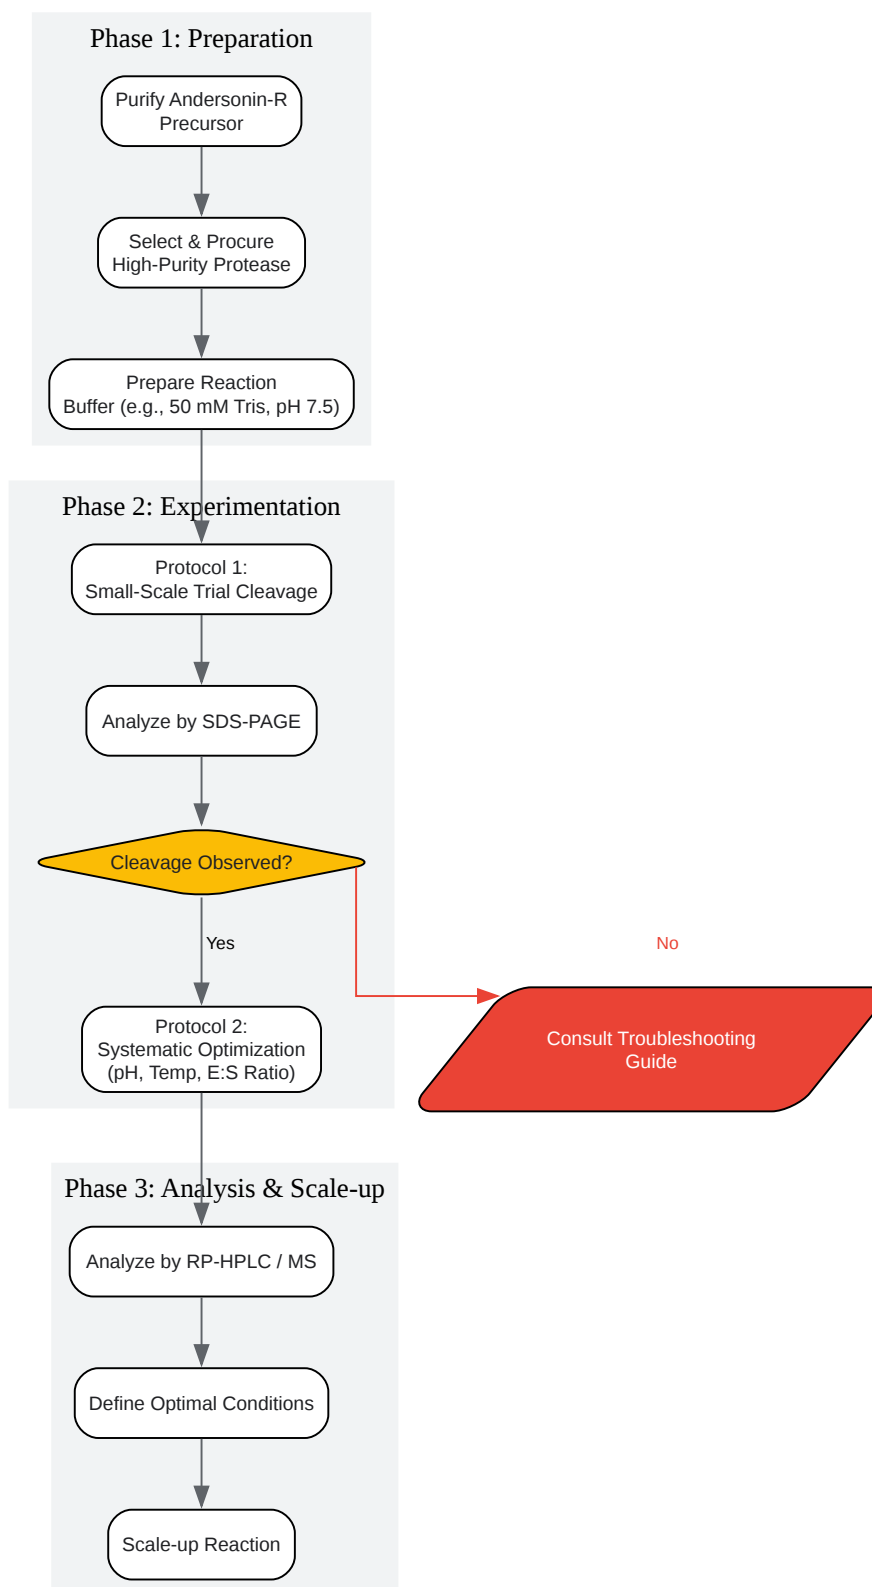 Phase 1: Preparation
Purify Andersonin-R
Precursor
Select & Procure
High-Purity Protease
Prepare Reaction
Buffer (e.g., 50 mM Tris, pH 7.5)
Phase 2: Experimentation
Protocol 1:
Small-Scale Trial Cleavage
Analyze by SDS-PAGE
Cleavage Observed?
Yes
No
Protocol 2:
Systematic Optimization
(pH, Temp, E:S Ratio)
Consult Troubleshooting
Guide
Phase 3: Analysis & Scale-up
Analyze by RP-HPLC / MS
Define Optimal Conditions
Scale-up Reaction